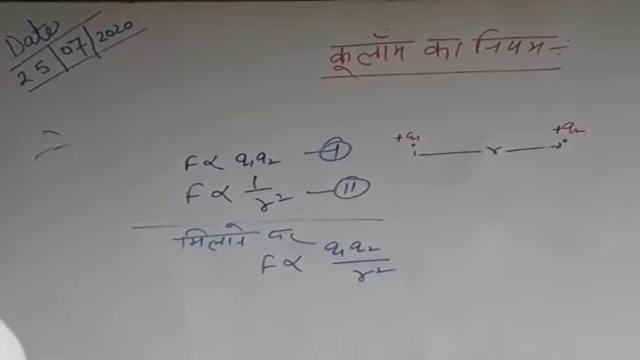 Date
25/07/2020
कूलॉम का नियम ÷
+q₁ r +q₂
F ∝ q₁q₂ — I
F ∝ 1/r² — II
मिलाने पर
F ∝ q₁q₂/r²